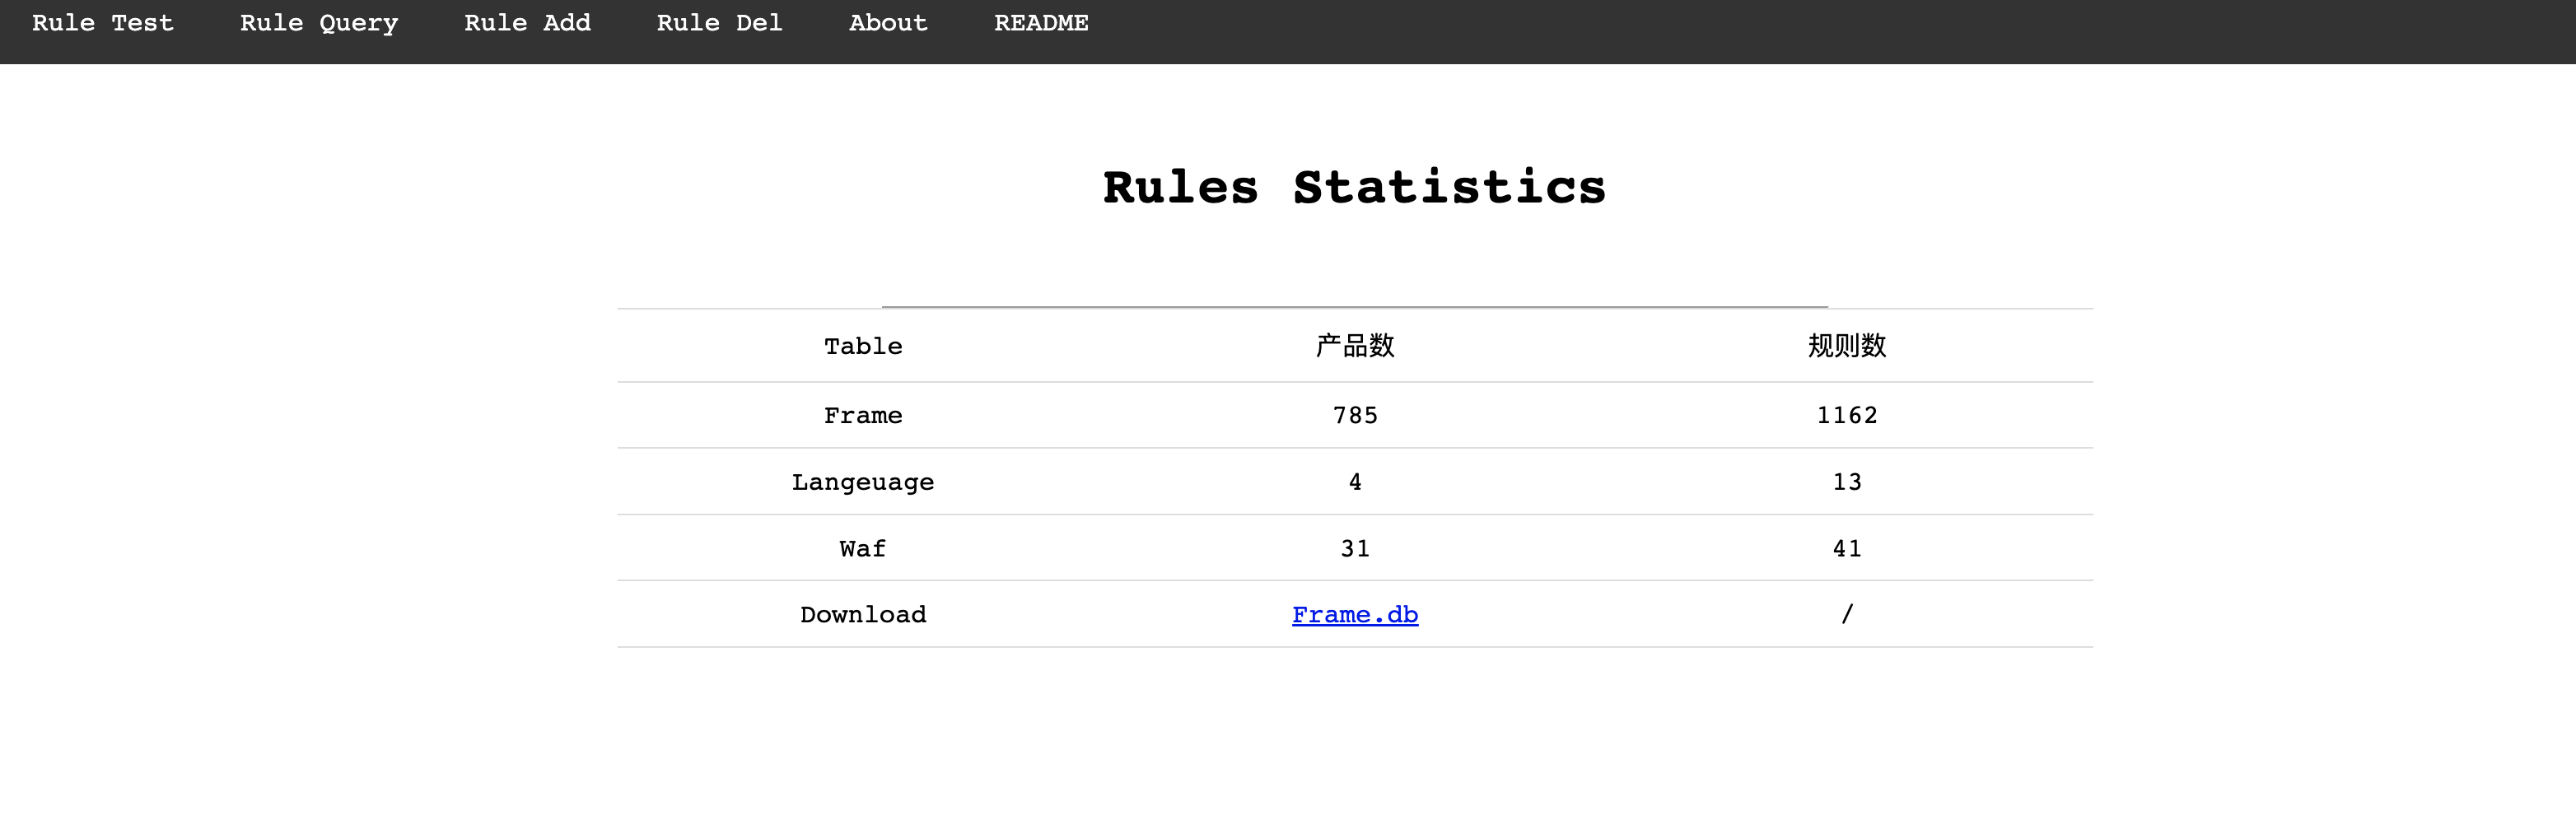 Rule Test Rule Query Rule Add Rule Del About README
Rules Statistics
Table 产品数 规则数
Frame 785 1162
Langeuage 4 13
Waf 31 41
Download Frame.db /